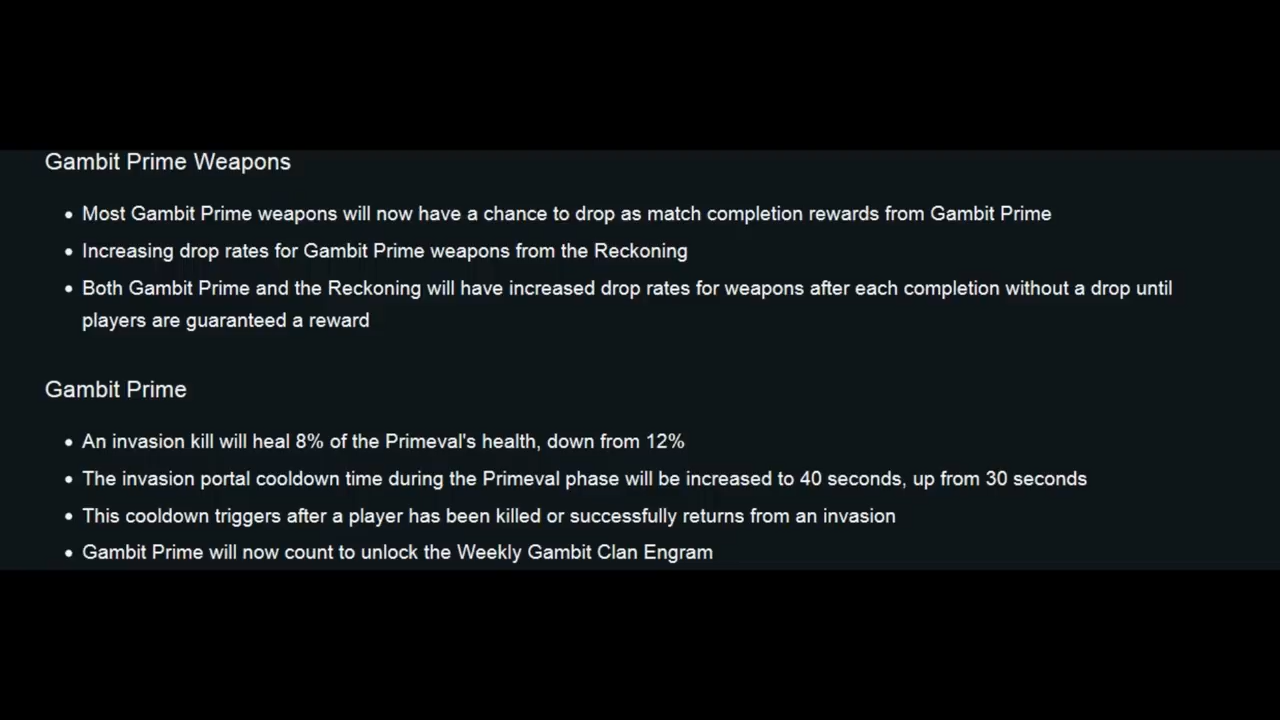 Gambit Prime Weapons
• Most Gambit Prime weapons will now have a chance to drop as match completion rewards from Gambit Prime
• Increasing drop rates for Gambit Prime weapons from the Reckoning
• Both Gambit Prime and the Reckoning will have increased drop rates for weapons after each completion without a drop until
players are guaranteed a reward
Gambit Prime
• An invasion kill will heal 8% of the Primeval's health, down from 12%
• The invasion portal cooldown time during the Primeval phase will be increased to 40 seconds, up from 30 seconds
• This cooldown triggers after a player has been killed or successfully returns from an invasion
• Gambit Prime will now count to unlock the Weekly Gambit Clan Engram